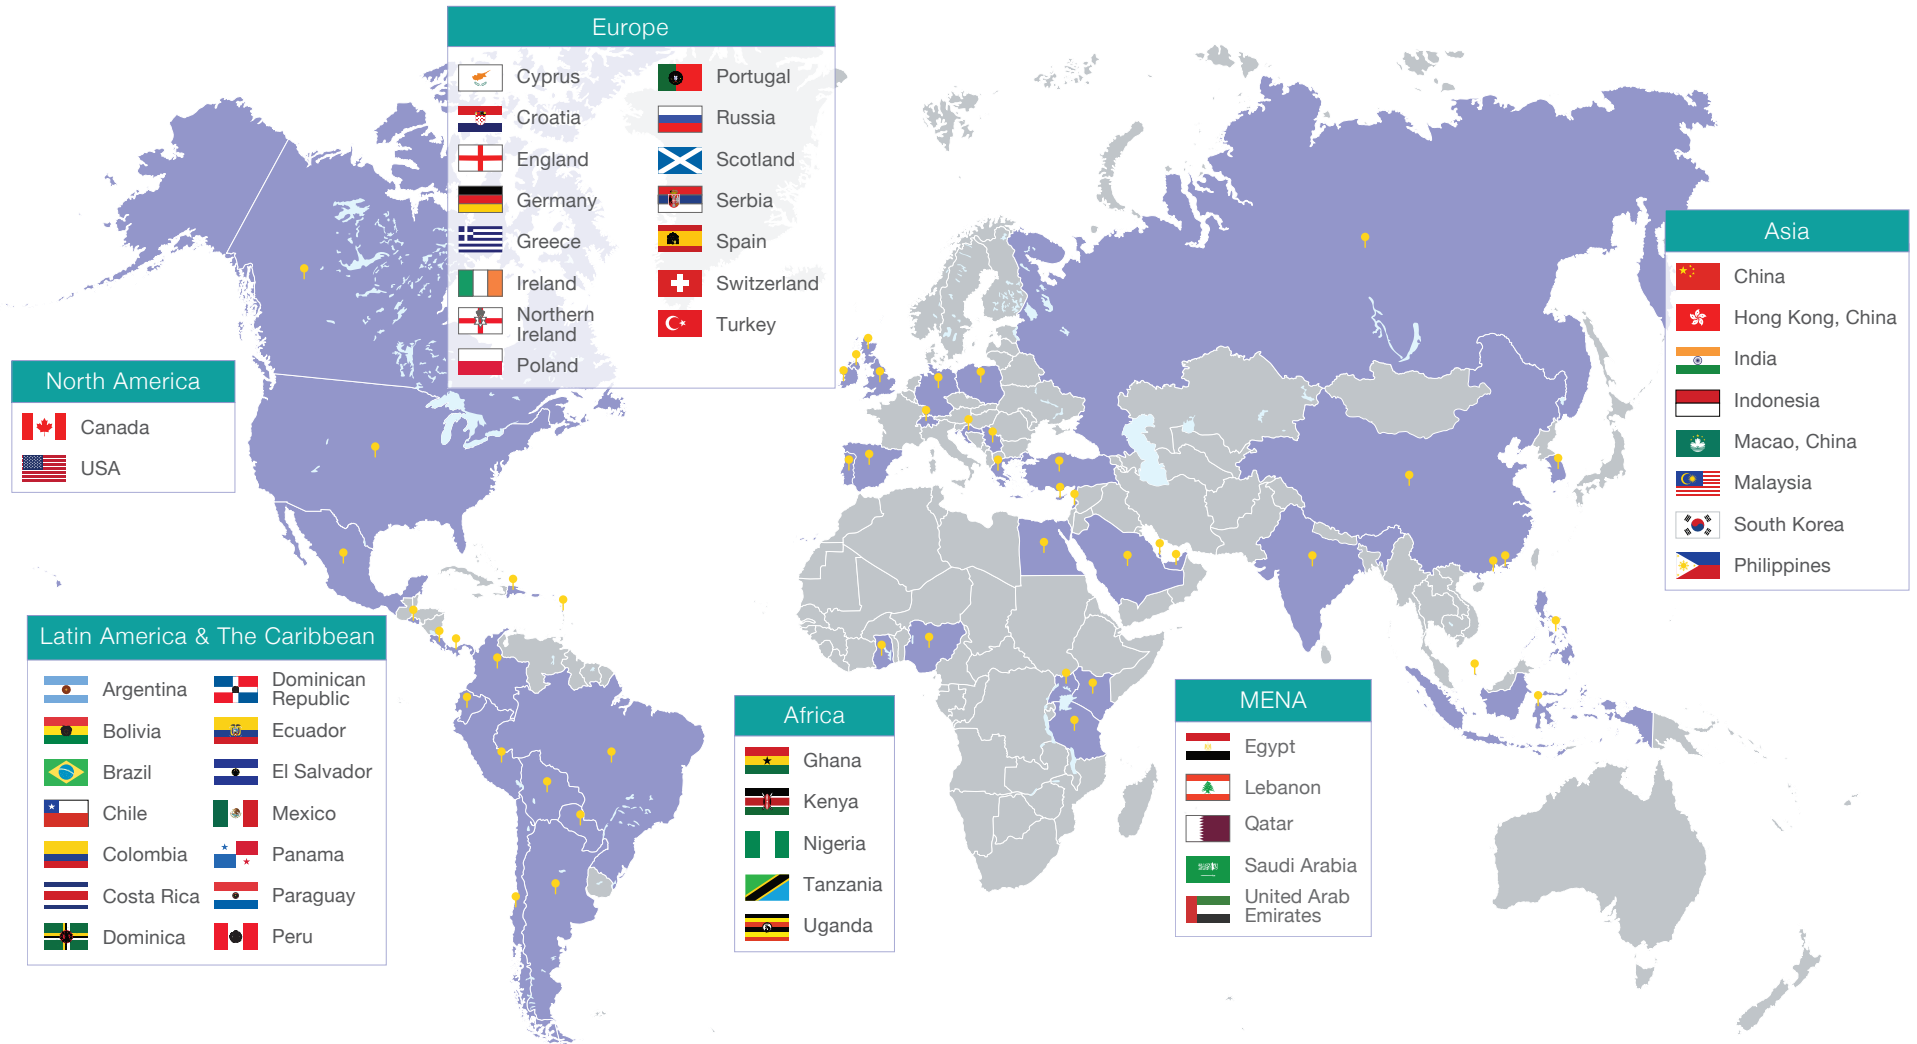 Europe
Cyprus
Croatia
England
Germany
Greece
Ireland
Northern
Ireland
Poland
Portugal
Russia
Scotland
Serbia
Spain
Switzerland
Turkey
North America
Canada
USA
Asia
China
Hong Kong, China
India
Indonesia
Macao, China
Malaysia
South Korea
Philippines
Latin America & The Caribbean
Argentina
Bolivia
Brazil
Chile
Colombia
Costa Rica
Dominica
Dominican
Republic
Ecuador
El Salvador
Mexico
Panama
Paraguay
Peru
Africa
Ghana
Kenya
Nigeria
Tanzania
Uganda
MENA
Egypt
Lebanon
Qatar
Saudi Arabia
United Arab
Emirates